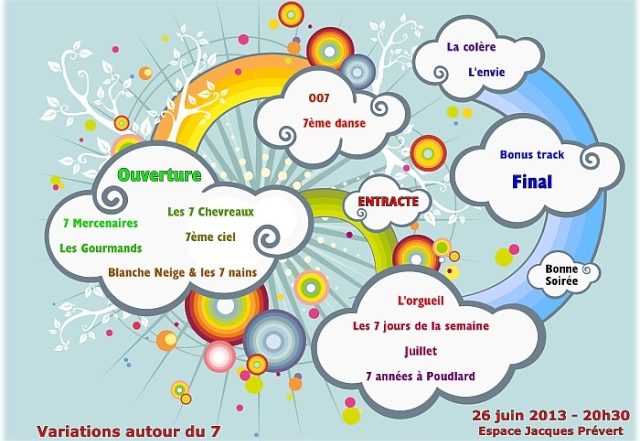 Ouverture
7 Mercenaires
Les 7 Chevreaux
Les Gourmands
7ème ciel
Blanche Neige & les 7 nains
007
7ème danse
ENTRACTE
L'orgueil
Les 7 jours de la semaine
Juillet
7 années à Poudlard
La colère
L'envie
Bonus track
Final
Bonne
Soirée
Variations autour du 7
26 juin 2013 - 20h30
Espace Jacques Prévert